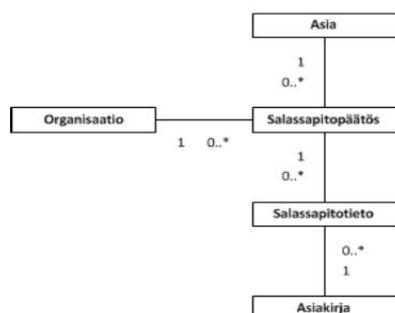 Asia
1
0..*
Organisaatio
Salassapitopäätös
1 0..*
1
0..*
Salassapitotieto
0..*
1
Asiakirja